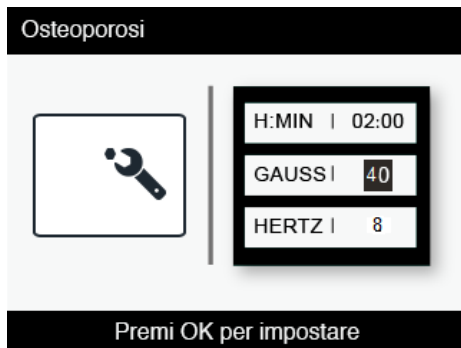 Osteoporosi
H:MIN | 02:00
GAUSS | 40
HERTZ | 8
Premi OK per impostare